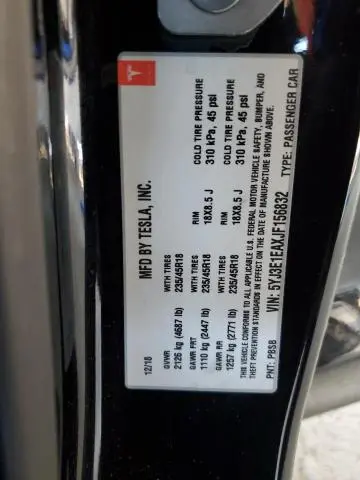 MFD BY TESLA, INC.
12/18
GVWR WITH TIRES RIM COLD TIRE PRESSURE
2126 kg (4687 lb) 235/45R18 18X8.5 J 310 kPa, 45 psi
GAWR FRT WITH TIRES RIM COLD TIRE PRESSURE
1110 kg (2447 lb) 235/45R18 18X8.5 J 310 kPa, 45 psi
GAWR RR
1257 kg (2771 lb) 235/45R18
THIS VEHICLE CONFORMS TO ALL APPLICABLE U.S. FEDERAL MOTOR VEHICLE SAFETY, BUMPER, AND
THEFT PREVENTION STANDARDS IN EFFECT ON THE DATE OF MANUFACTURE SHOWN ABOVE.
VIN: 5YJ3E1EAXJF156832 TYPE: PASSENGER CAR
PNT: PBSB